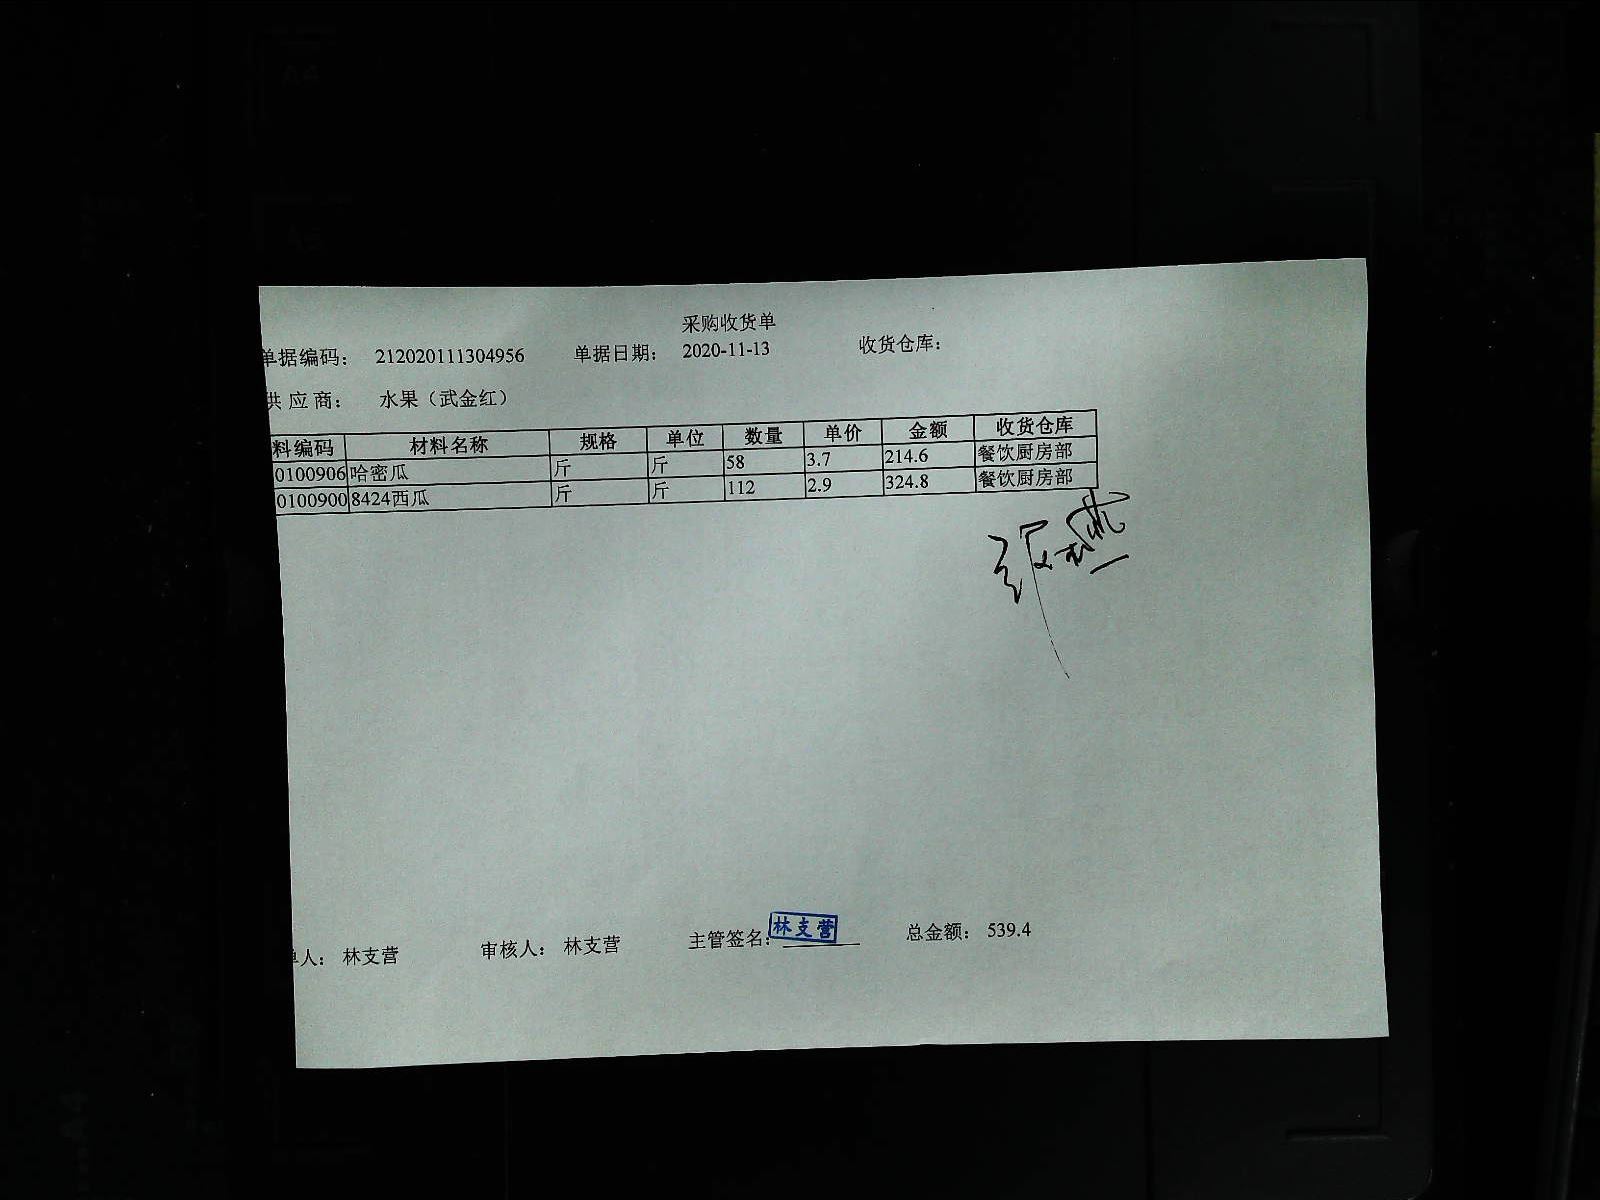 采购收货单
单据编码： 212020111304956 单据日期： 2020-11-13 收货仓库：
供应商： 水果（武金红）
料编码 材料名称 规格 单位 数量 单价 金额 收货仓库
0100906 哈密瓜 斤 斤 58 3.7 214.6 餐饮厨房部
0100900 8424西瓜 斤 斤 112 2.9 324.8 餐饮厨房部
单人： 林支营 审核人： 林支营 主管签名： 林支营 总金额： 539.4